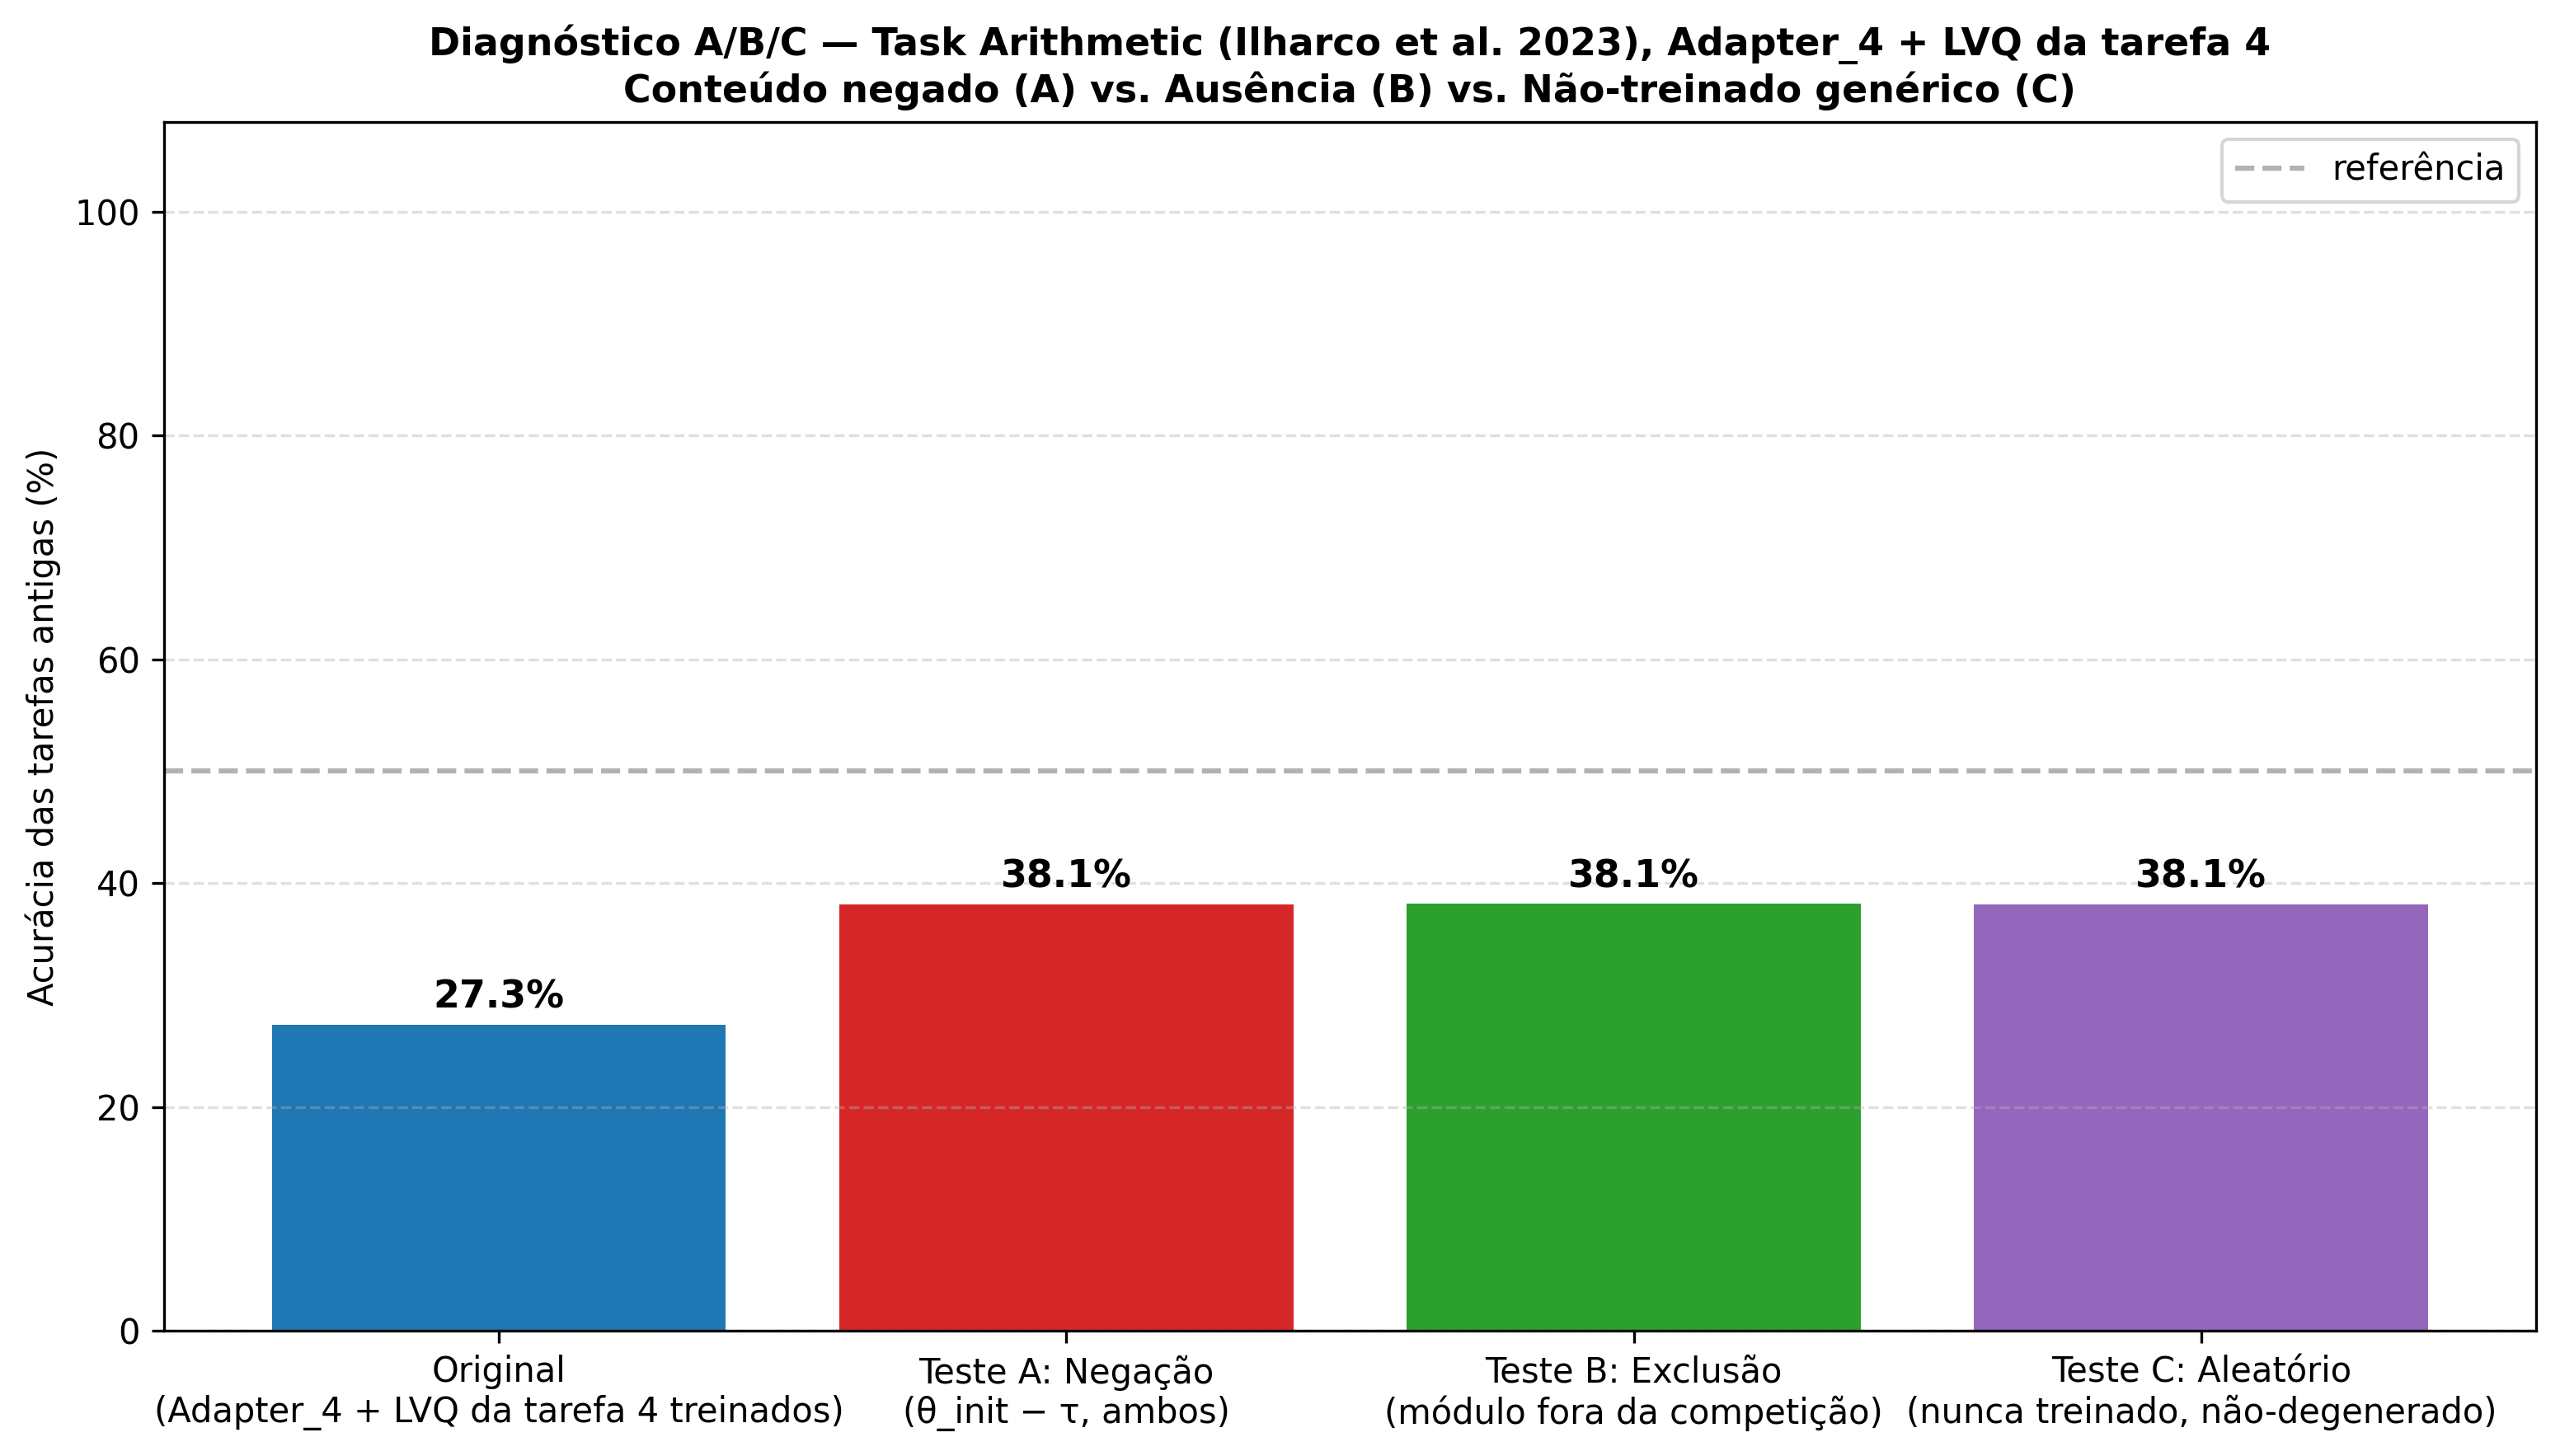 Diagnóstico A/B/C — Task Arithmetic (Ilharco et al. 2023), Adapter_4 + LVQ da tarefa 4
Conteúdo negado (A) vs. Ausência (B) vs. Não-treinado genérico (C)
referência
Acurácia das tarefas antigas (%)
100
80
60
40
20
0
27.3%
38.1%
38.1%
38.1%
Original
(Adapter_4 + LVQ da tarefa 4 treinados)
Teste A: Negação
(θ_init − τ, ambos)
Teste B: Exclusão
(módulo fora da competição)
Teste C: Aleatório
(nunca treinado, não-degenerado)